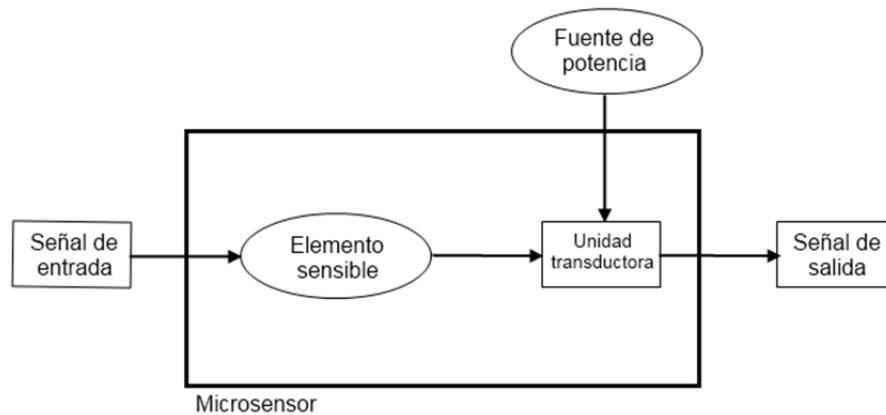 Fuente de
potencia
Señal de
entrada
Elemento
sensible
Unidad
transductora
Señal de
salida
Microsensor